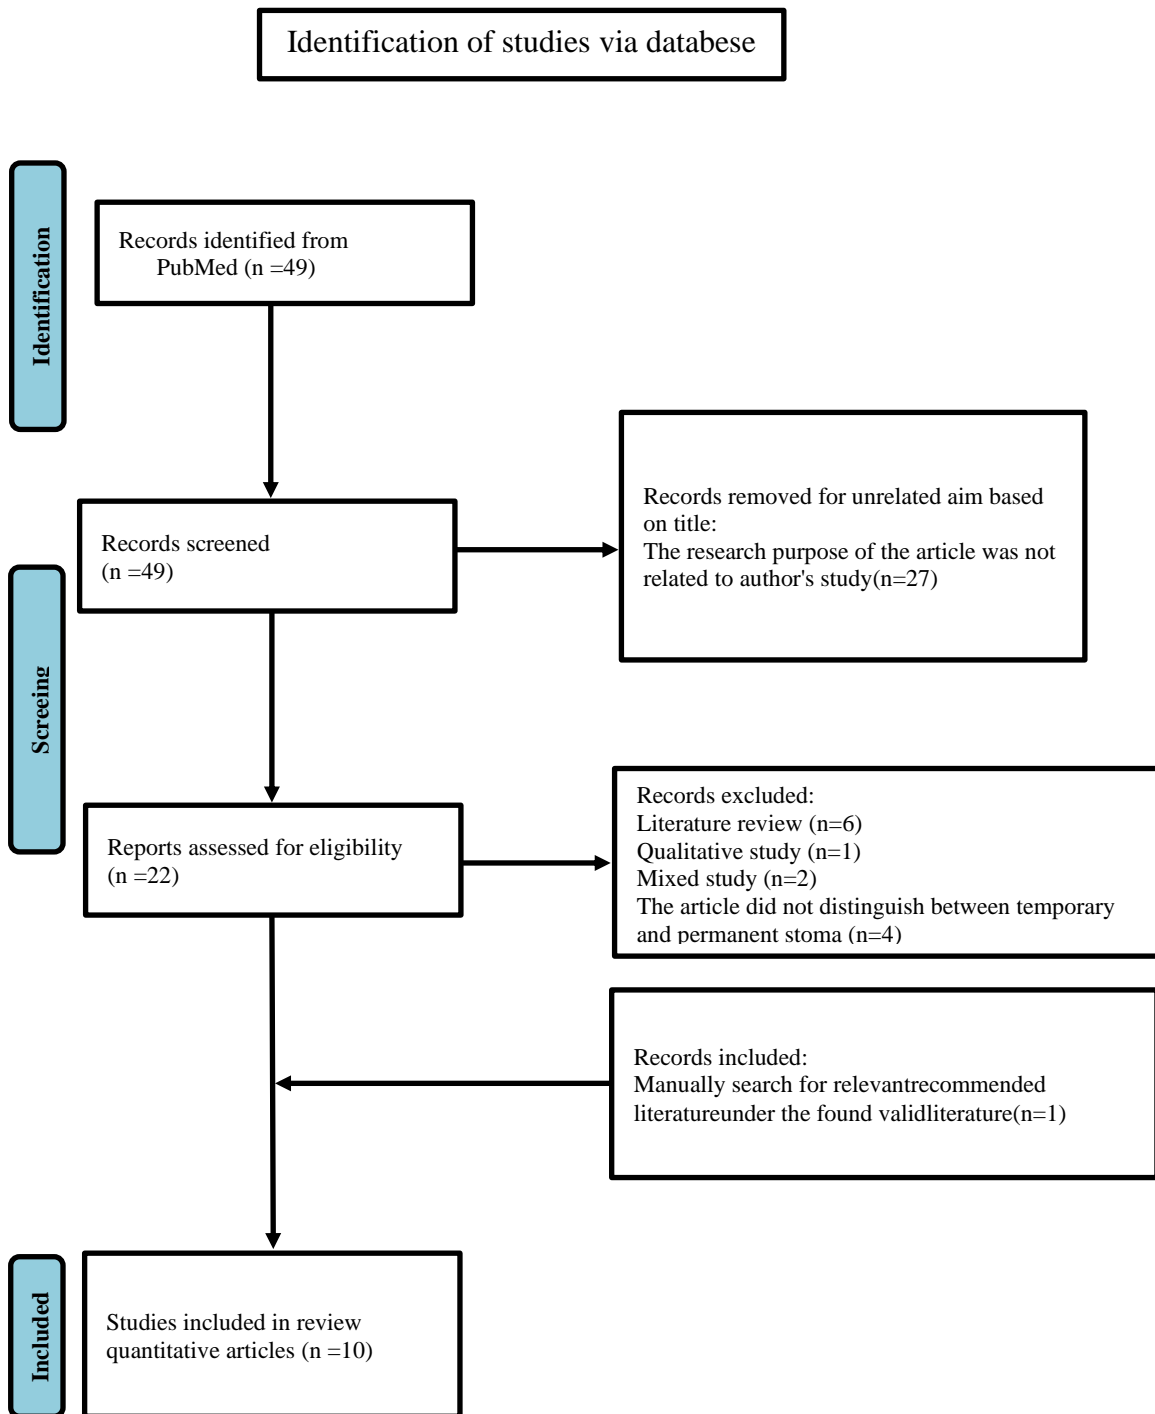 Identification of studies via databese
Identification
Records identified from
PubMed (n =49)
Records screened
(n =49)
Records removed for unrelated aim based
on title:
The research purpose of the article was not
related to author's study(n=27)
Screeing
Reports assessed for eligibility
(n =22)
Records excluded:
Literature review (n=6)
Qualitative study (n=1)
Mixed study (n=2)
The article did not distinguish between temporary
and permanent stoma (n=4)
Records included:
Manually search for relevantrecommended
literatureunder the found validliterature(n=1)
Included
Studies included in review
quantitative articles (n =10)